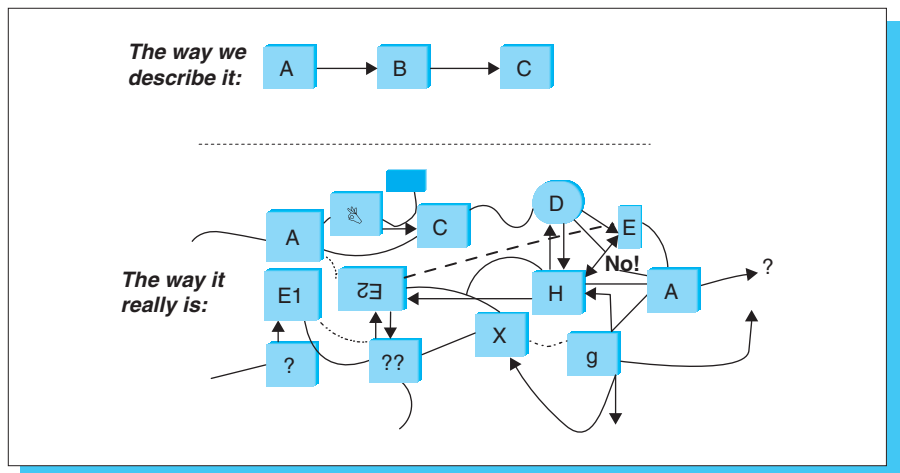 The way we
describe it:
A
B
C
D
C
E
A
No!
?
The way it
really is:
E1
E2
H
A
X
?
??
g